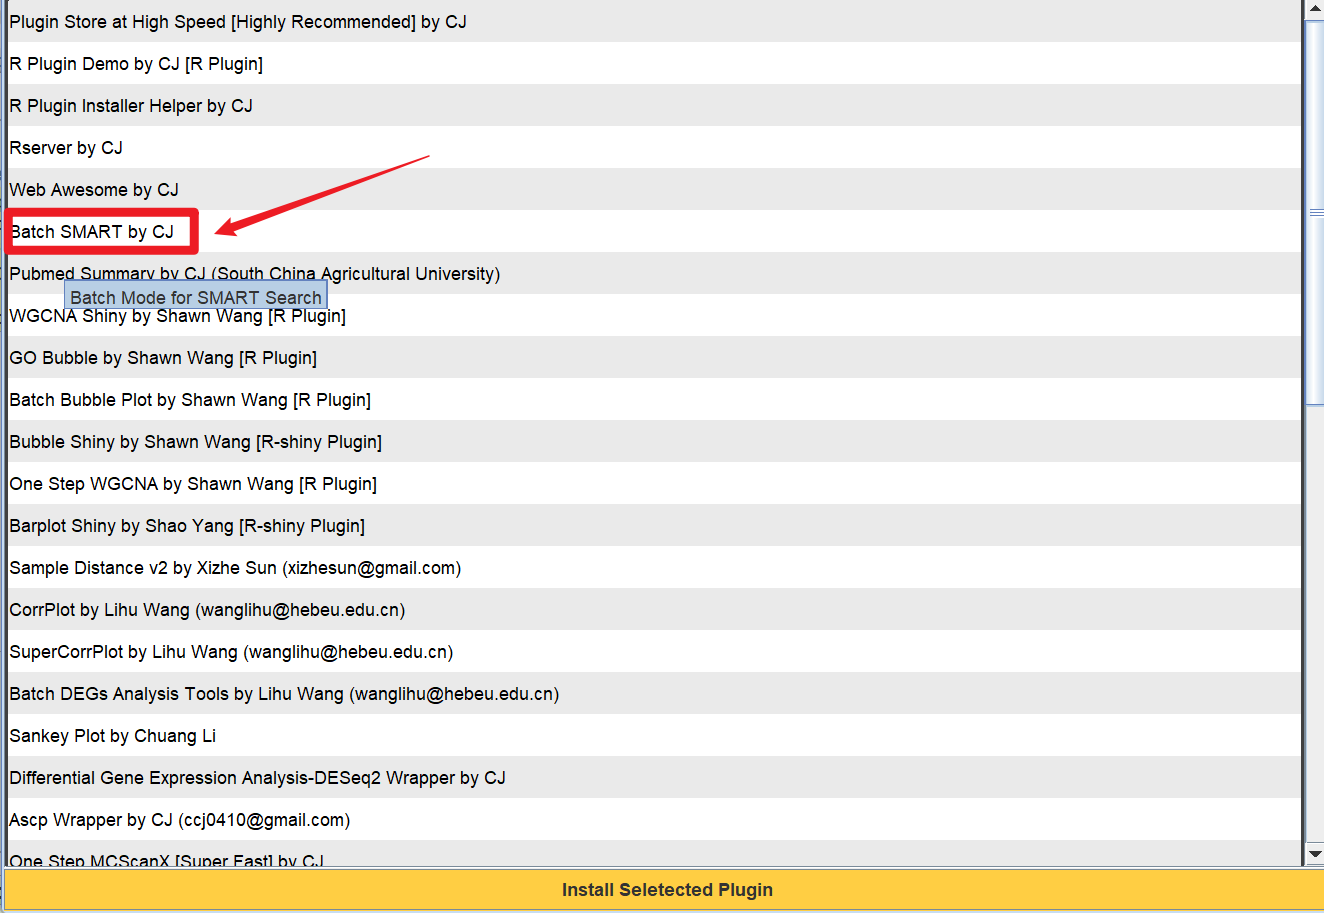 Plugin Store at High Speed [Highly Recommended] by CJ
R Plugin Demo by CJ [R Plugin]
R Plugin Installer Helper by CJ
Rserver by CJ
Web Awesome by CJ
Batch SMART by CJ
Pubmed Summary by CJ (South China Agricultural University)
Batch Mode for SMART Search
WGCNA Shiny by Shawn Wang [R Plugin]
GO Bubble by Shawn Wang [R Plugin]
Batch Bubble Plot by Shawn Wang [R Plugin]
Bubble Shiny by Shawn Wang [R-shiny Plugin]
One Step WGCNA by Shawn Wang [R Plugin]
Barplot Shiny by Shao Yang [R-shiny Plugin]
Sample Distance v2 by Xizhe Sun (xizhesun@gmail.com)
CorrPlot by Lihu Wang (wanglihu@hebeu.edu.cn)
SuperCorrPlot by Lihu Wang (wanglihu@hebeu.edu.cn)
Batch DEGs Analysis Tools by Lihu Wang (wanglihu@hebeu.edu.cn)
Sankey Plot by Chuang Li
Differential Gene Expression Analysis-DESeq2 Wrapper by CJ
Ascp Wrapper by CJ (ccj0410@gmail.com)
One Step MCScanX [Super Fast] by CJ
Install Seletected Plugin